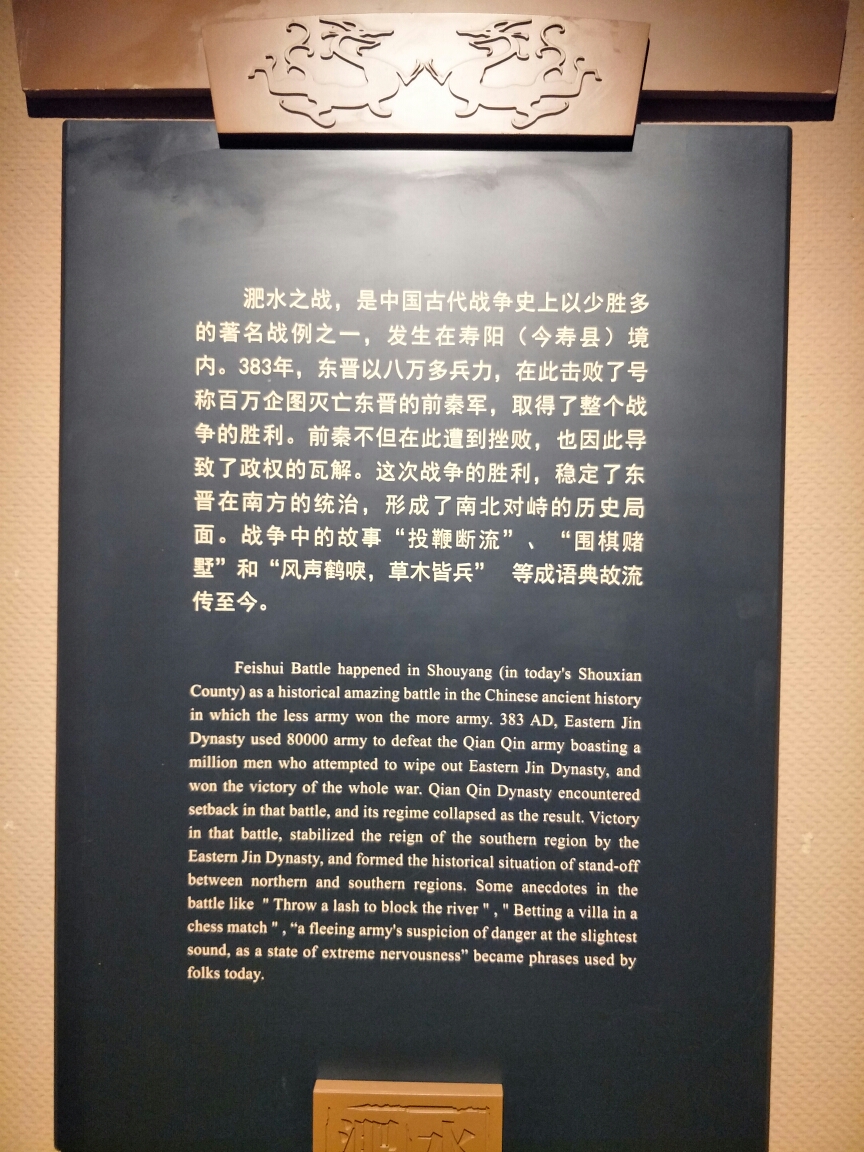 淝水之战，是中国古代战争史上以少胜多
的著名战例之一，发生在寿阳（今寿县）境
内。383年，东晋以八万多兵力，在此击败了号
称百万企图灭亡东晋的前秦军，取得了整个战
争的胜利。前秦不但在此遭到挫败，也因此导
致了政权的瓦解。这次战争的胜利，稳定了东
晋在南方的统治，形成了南北对峙的历史局
面。战争中的故事“投鞭断流”、“围棋赌
墅”和“风声鹤唳，草木皆兵” 等成语典故流
传至今。
Feishui Battle happened in Shouyang (in today's Shouxian
County) as a historical amazing battle in the Chinese ancient history
in which the less army won the more army. 383 AD, Eastern Jin
Dynasty used 80000 army to defeat the Qian Qin army boasting a
million men who attempted to wipe out Eastern Jin Dynasty, and
won the victory of the whole war. Qian Qin Dynasty encountered
setback in that battle, and its regime collapsed as the result. Victory
in that battle, stabilized the reign of the southern region by the
Eastern Jin Dynasty, and formed the historical situation of stand-off
between northern and southern regions. Some anecdotes in the
battle like " Throw a lash to block the river " , " Betting a villa in a
chess match " , “a fleeing army's suspicion of danger at the slightest
sound, as a state of extreme nervousness” became phrases used by
folks today.